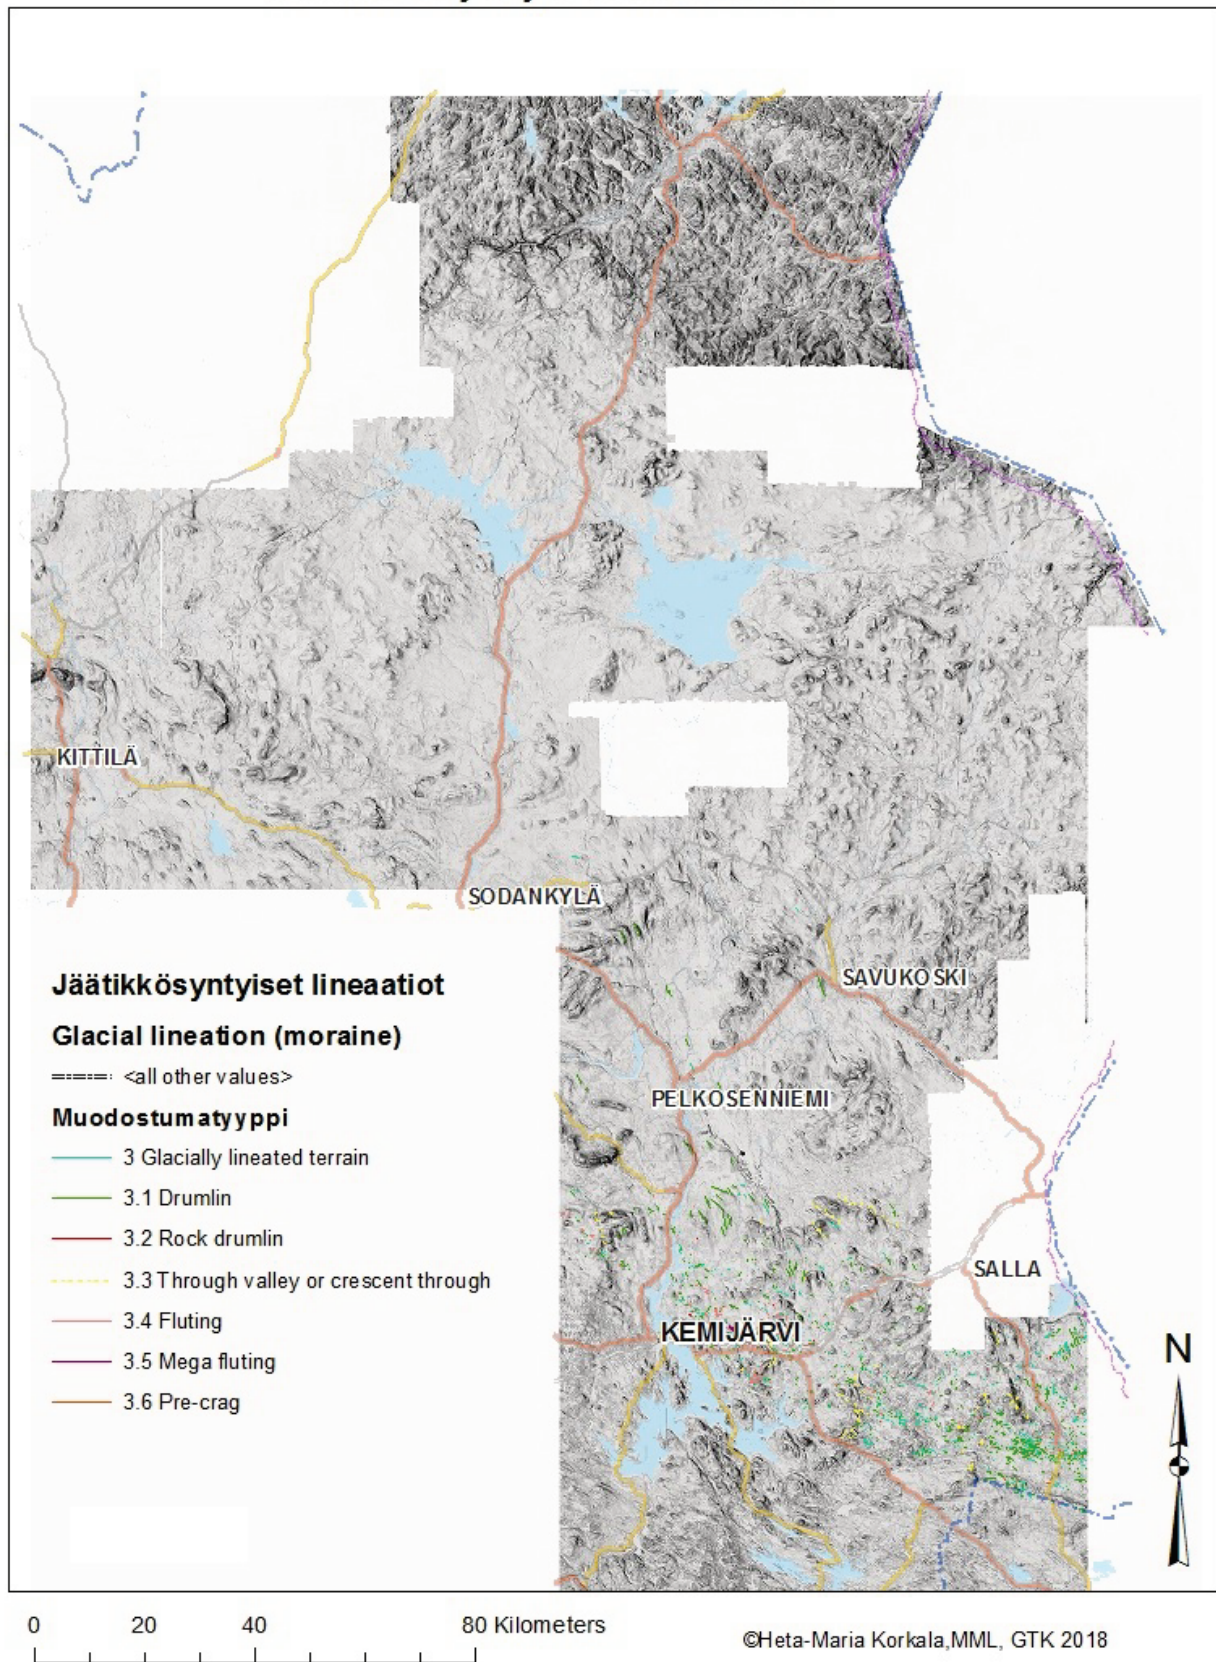 KITTILÄ
SODANKYLÄ
SAVUKOSKI
PELKOSENNIEMI
SALLA
KEMIJÄRVI
Jäätikkösyntyiset lineaatiot
Glacial lineation (moraine)
<all other values>
Muodostumatyyppi
3 Glacially lineated terrain
3.1 Drumlin
3.2 Rock drumlin
3.3 Through valley or crescent through
3.4 Fluting
3.5 Mega fluting
3.6 Pre-crag
N
0 20 40 80 Kilometers
©Heta-Maria Korkala,MML, GTK 2018